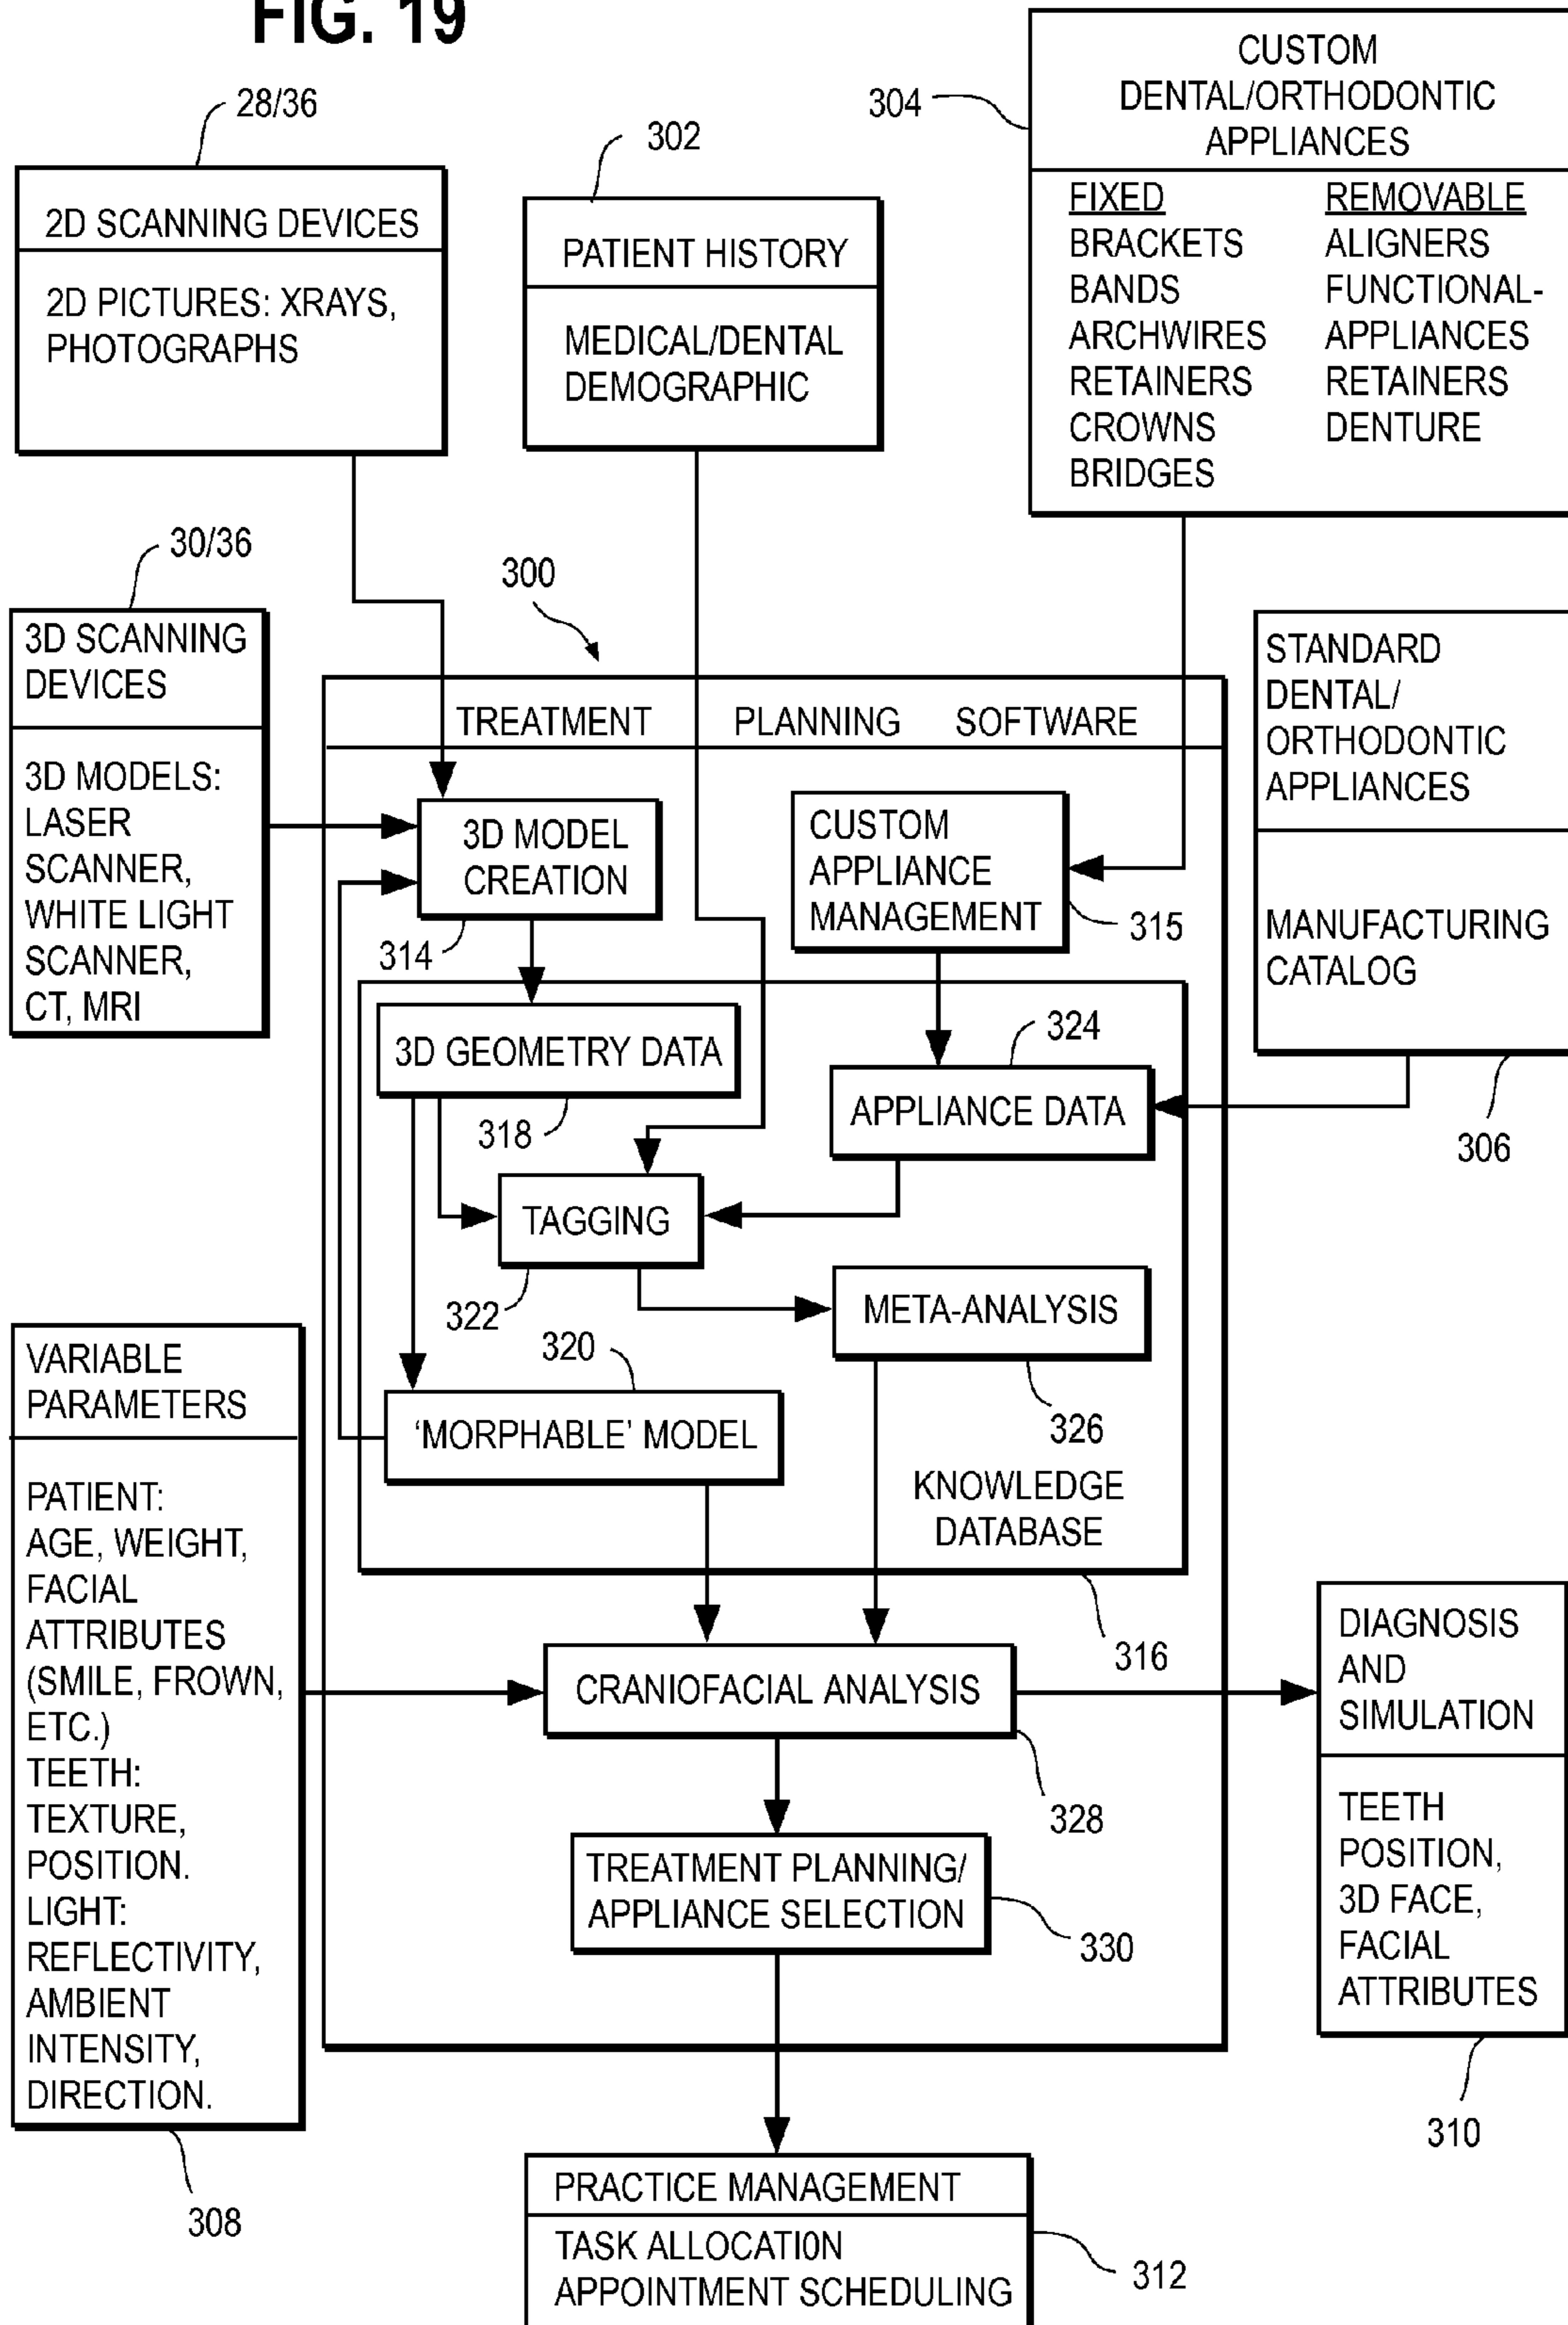 FIG. 19
28/36
2D SCANNING DEVICES
2D PICTURES: XRAYS,
PHOTOGRAPHS
302
PATIENT HISTORY
MEDICAL/DENTAL
DEMOGRAPHIC
304
CUSTOM
DENTAL/ORTHODONTIC
APPLIANCES
FIXED
BRACKETS
BANDS
ARCHWIRES
RETAINERS
CROWNS
BRIDGES
REMOVABLE
ALIGNERS
FUNCTIONAL-
APPLIANCES
RETAINERS
DENTURE
30/36
3D SCANNING
DEVICES
3D MODELS:
LASER
SCANNER,
WHITE LIGHT
SCANNER,
CT, MRI
300
TREATMENT PLANNING SOFTWARE
3D MODEL
CREATION
314
CUSTOM
APPLIANCE
MANAGEMENT
315
STANDARD
DENTAL/
ORTHODONTIC
APPLIANCES
MANUFACTURING
CATALOG
306
3D GEOMETRY DATA
318
324
APPLIANCE DATA
TAGGING
322
META-ANALYSIS
326
320
'MORPHABLE' MODEL
KNOWLEDGE
DATABASE
316
VARIABLE
PARAMETERS
PATIENT:
AGE, WEIGHT,
FACIAL
ATTRIBUTES
(SMILE, FROWN,
ETC.)
TEETH:
TEXTURE,
POSITION.
LIGHT:
REFLECTIVITY,
AMBIENT
INTENSITY,
DIRECTION.
308
CRANIOFACIAL ANALYSIS
328
TREATMENT PLANNING/
APPLIANCE SELECTION
330
DIAGNOSIS
AND
SIMULATION
TEETH
POSITION,
3D FACE,
FACIAL
ATTRIBUTES
310
PRACTICE MANAGEMENT
TASK ALLOCATION
APPOINTMENT SCHEDULING
312